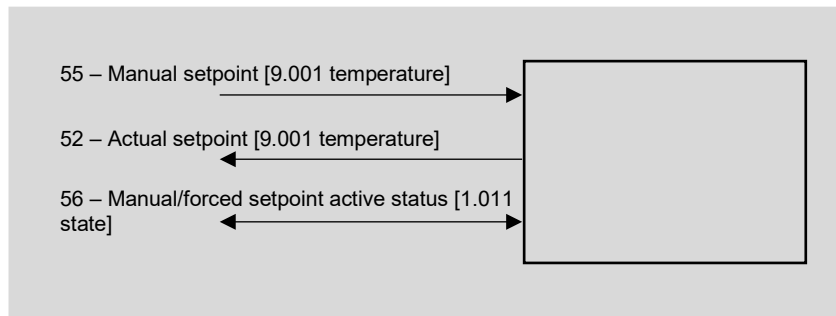 55 – Manual setpoint [9.001 temperature]
52 – Actual setpoint [9.001 temperature]
56 – Manual/forced setpoint active status [1.011
state]